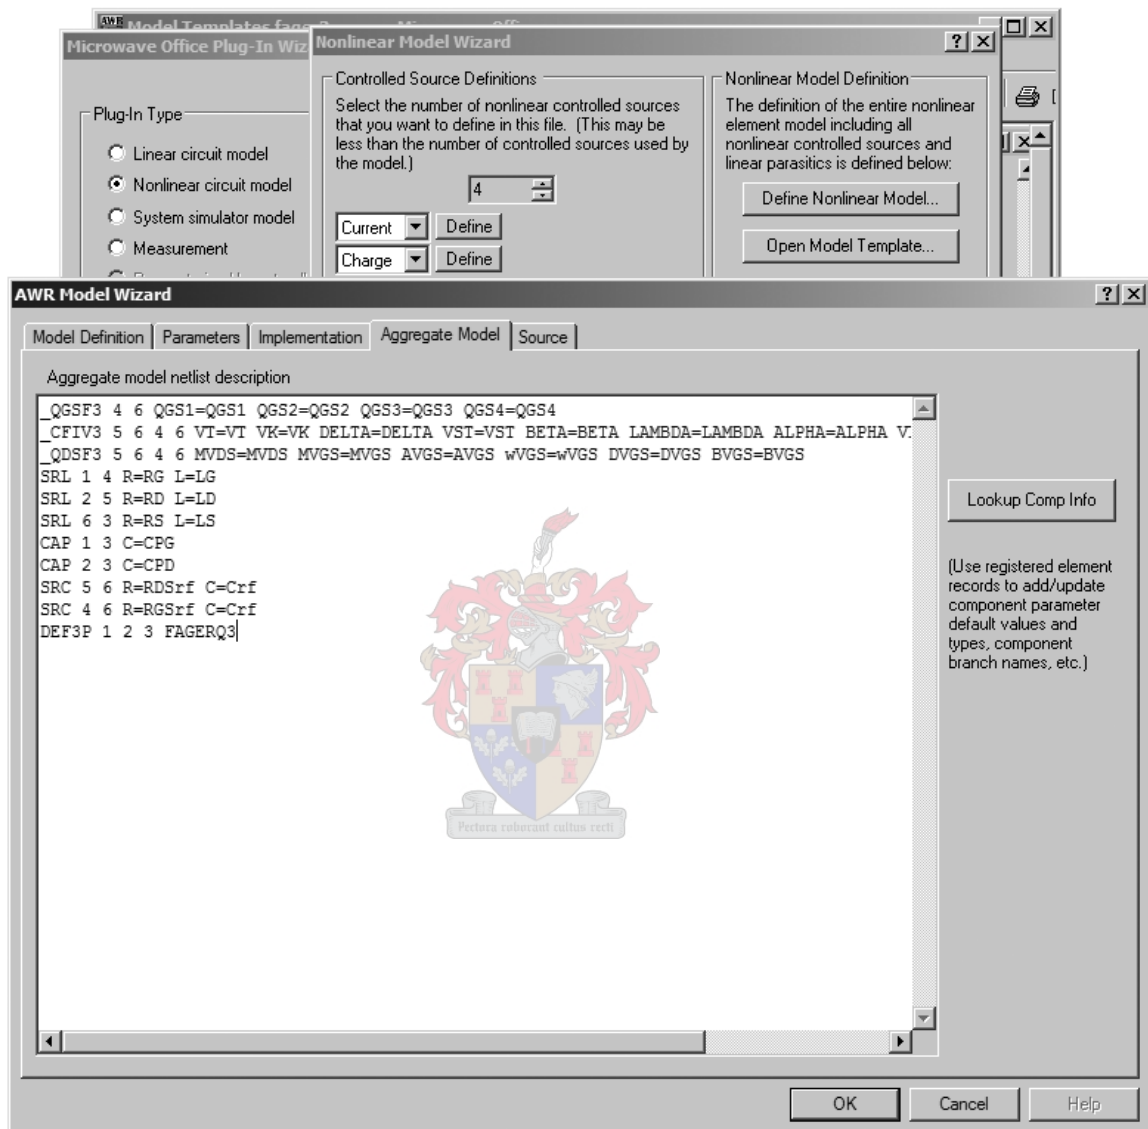 Model Templates
Microwave Office Plug-In Wiz
Nonlinear Model Wizard
Plug-In Type
Linear circuit model
Nonlinear circuit model
System simulator model
Measurement
Controlled Source Definitions
Select the number of nonlinear controlled sources
that you want to define in this file. (This may be
less than the number of controlled sources used by
the model.)
4
Current Define
Charge Define
Nonlinear Model Definition
The definition of the entire nonlinear
element model including all
nonlinear controlled sources and
linear parasitics is defined below:
Define Nonlinear Model...
Open Model Template...
AWR Model Wizard
Model Definition Parameters Implementation Aggregate Model Source
Aggregate model netlist description
_QGSF3 4 6 QGS1=QGS1 QGS2=QGS2 QGS3=QGS3 QGS4=QGS4
_CFIV3 5 6 4 6 VT=VT VK=VK DELTA=DELTA VST=VST BETA=BETA LAMBDA=LAMBDA ALPHA=ALPHA
_QDSF3 5 6 4 6 MVDS=MVDS MVGS=MVGS AVGS=AVGS wVGS=wVGS DVGS=DVGS BVGS=BVGS
SRL 1 4 R=RG L=LG
SRL 2 5 R=RD L=LD
SRL 6 3 R=RS L=LS
CAP 1 3 C=CPG
CAP 2 3 C=CPD
SRC 5 6 R=RDSrf C=Crf
SRC 4 6 R=RGSrf C=Crf
DEF3P 1 2 3 FAGERQ3
Lookup Comp Info
(Use registered element
records to add/update
component parameter
default values and
types, component
branch names, etc.)
Pectora roborant cultus recti
OK
Cancel
Help